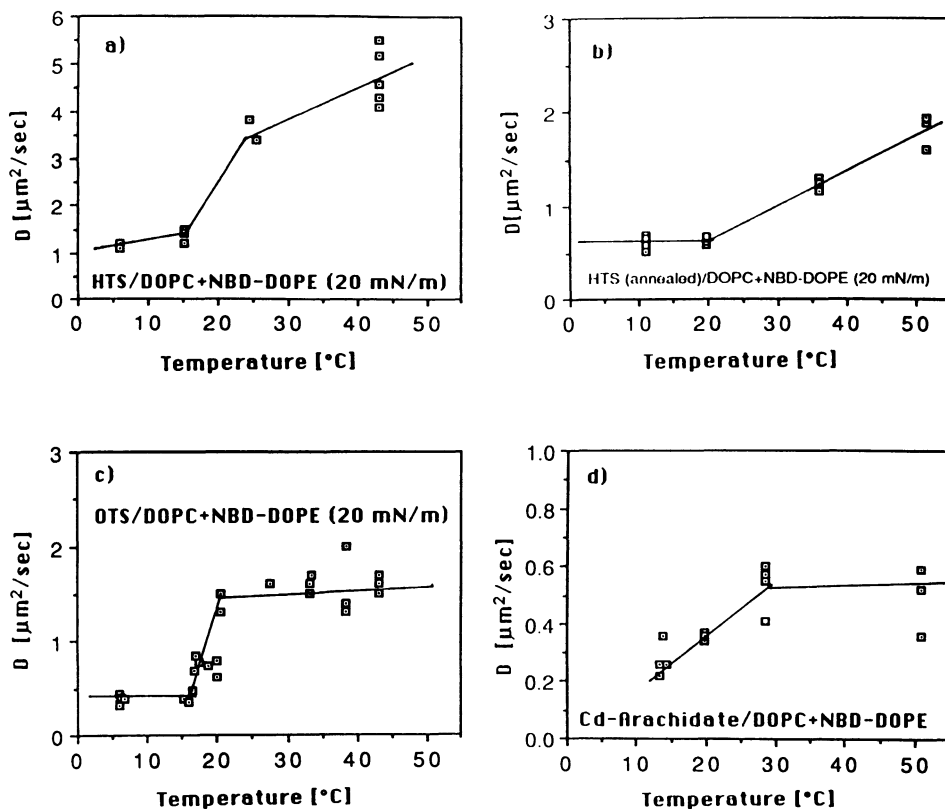 a)
6
5
4
3
2
1
0
D [µm²/sec]
HTS/DOPC+NBD-DOPE (20 mN/m)
0 10 20 30 40 50
Temperature [°C]
b)
3
2
1
0
D[µm²/sec]
HTS (annealed)/DOPC+NBD-DOPE (20 mN/m)
0 10 20 30 40 50
Temperature [°C]
c)
3
2
1
0
D [µm²/sec]
OTS/DOPC+NBD-DOPE (20 mN/m)
0 10 20 30 40 50
Temperature [°C]
d)
1.0
0.8
0.6
0.4
0.2
0.0
D [µm²/sec]
Cd-Arachidate/DOPC+NBD-DOPE
0 10 20 30 40 50
Temperature [°C]